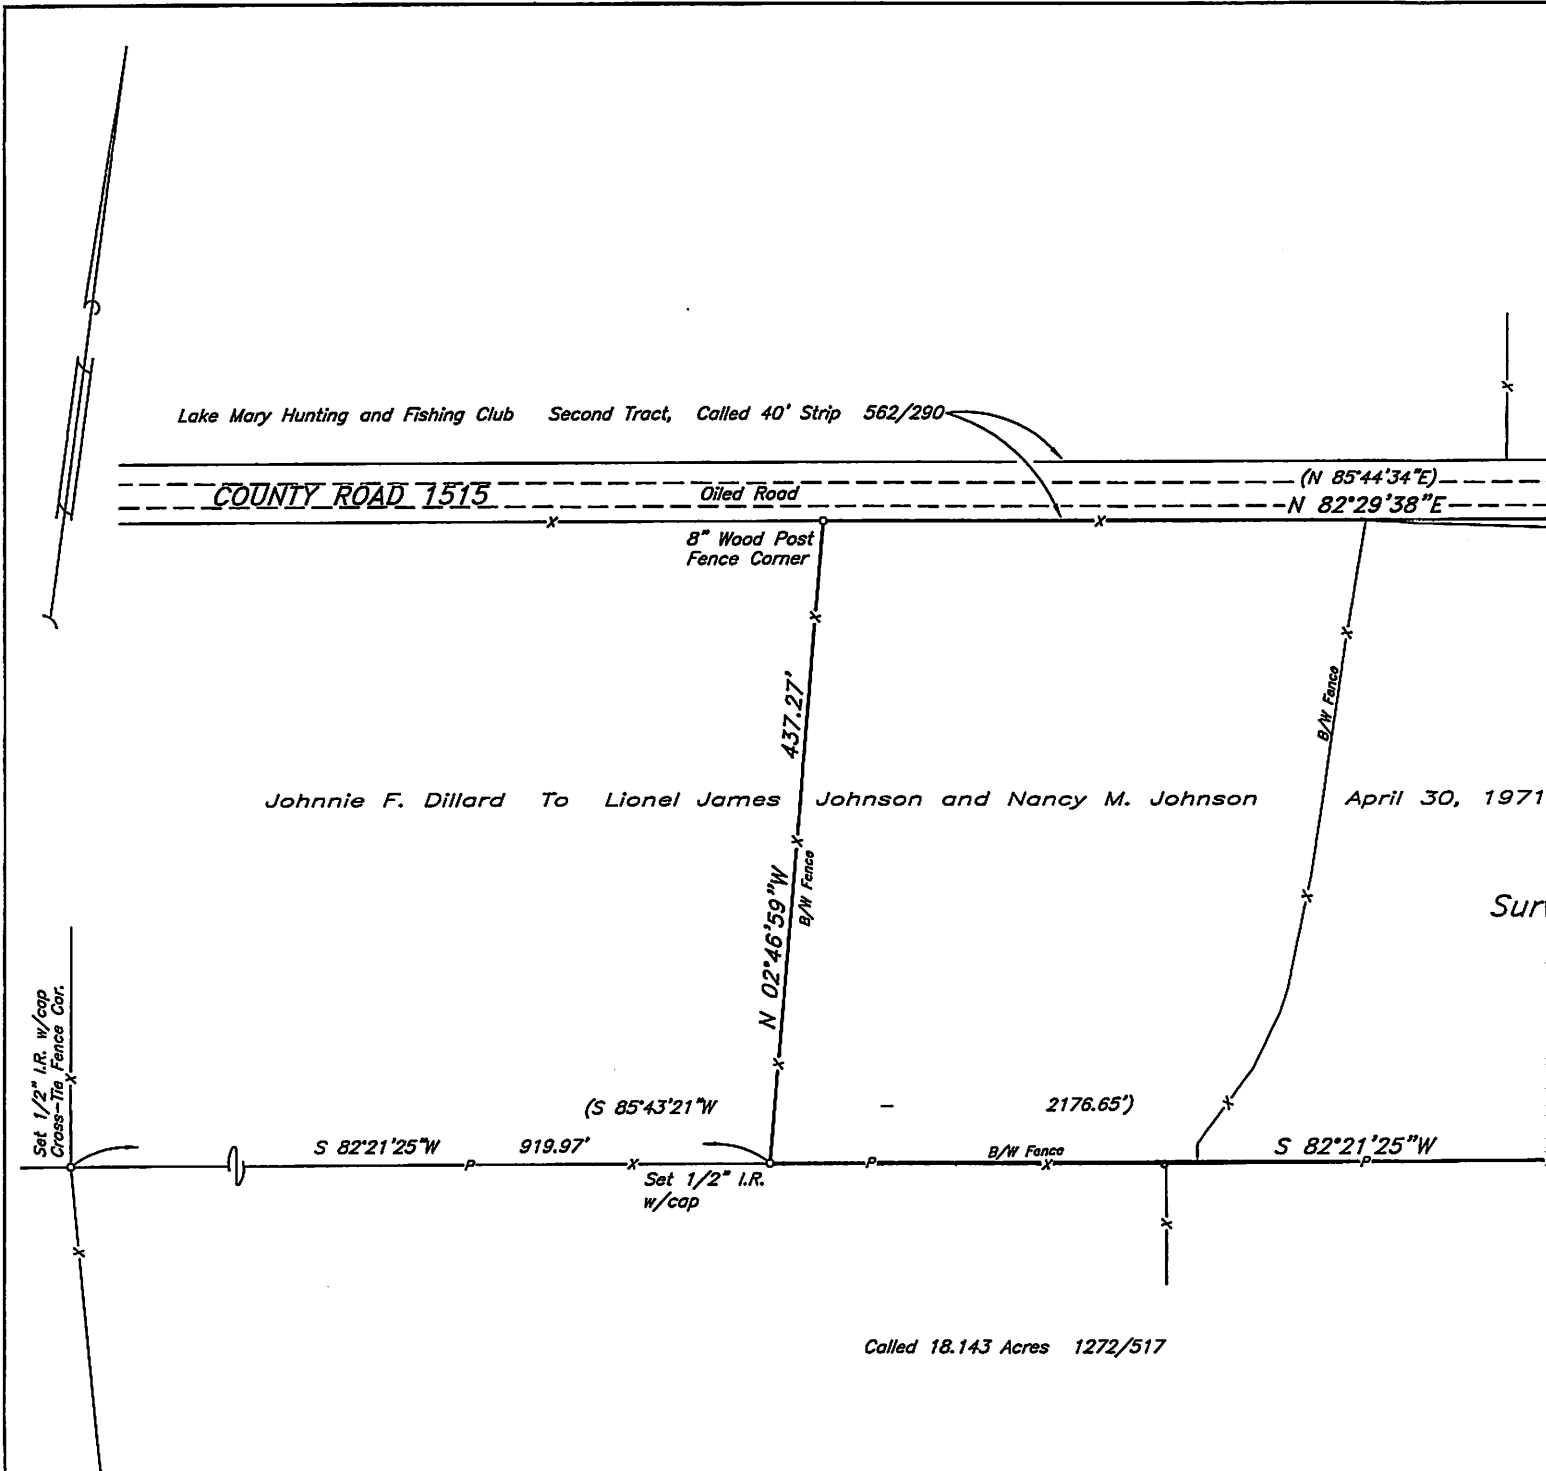 Lake Mary Hunting and Fishing Club Second Tract, Called 40' Strip 562/290
(N 85°44'34"E)
COUNTY ROAD 1515 Oiled Road
N 82°29'38"E
8" Wood Post
Fence Corner
437.27'
B/W Fence
Johnnie F. Dillard To Lionel James Johnson and Nancy M. Johnson April 30, 1971
N 02°46'59"W
B/W Fence
Set 1/2" I.R. w/cap
Cross-Tie Fence Cor.
(S 85°43'21"W - 2176.65')
S 82°21'25"W 919.97'
B/W Fence
S 82°21'25"W
Set 1/2" I.R.
w/cap
Called 18.143 Acres 1272/517